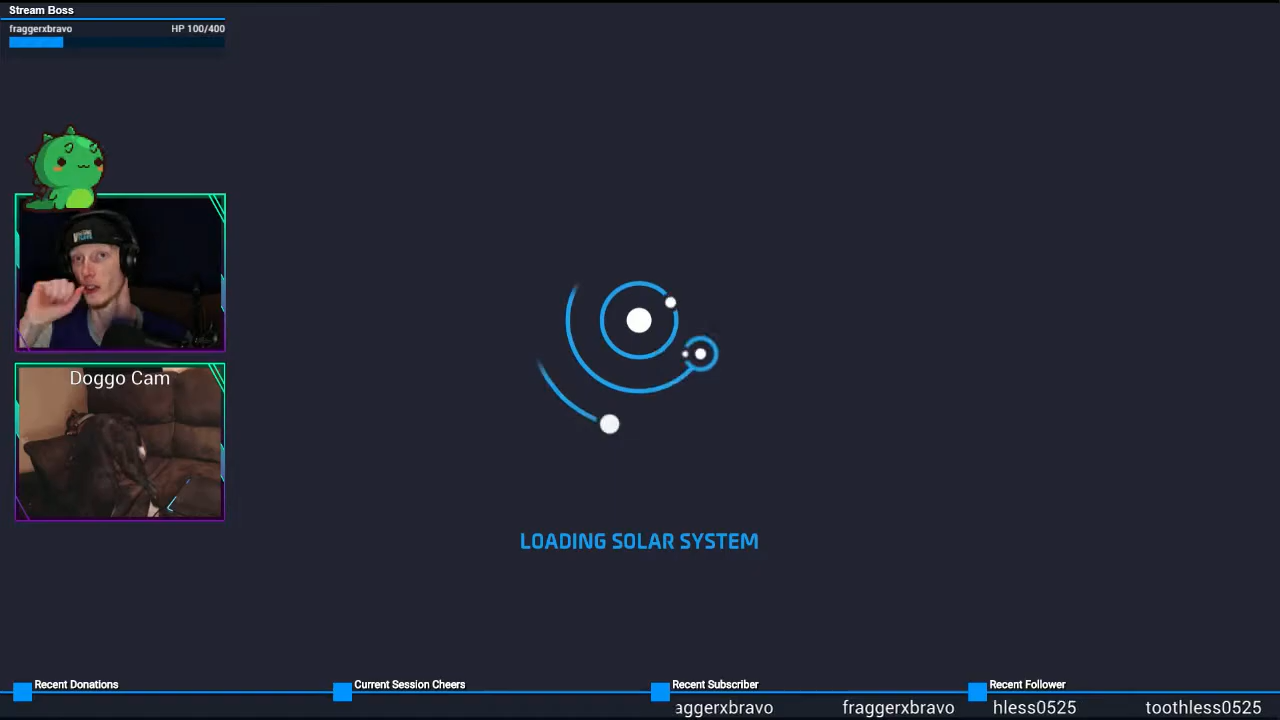 Stream Boss
fraggerxbravo HP 100/400
Doggo Cam
LOADING SOLAR SYSTEM
Recent Donations
Current Session Cheers
Recent Subscriber
aggerxbravo fraggerxbravo
Recent Follower
hless0525 toothless0525